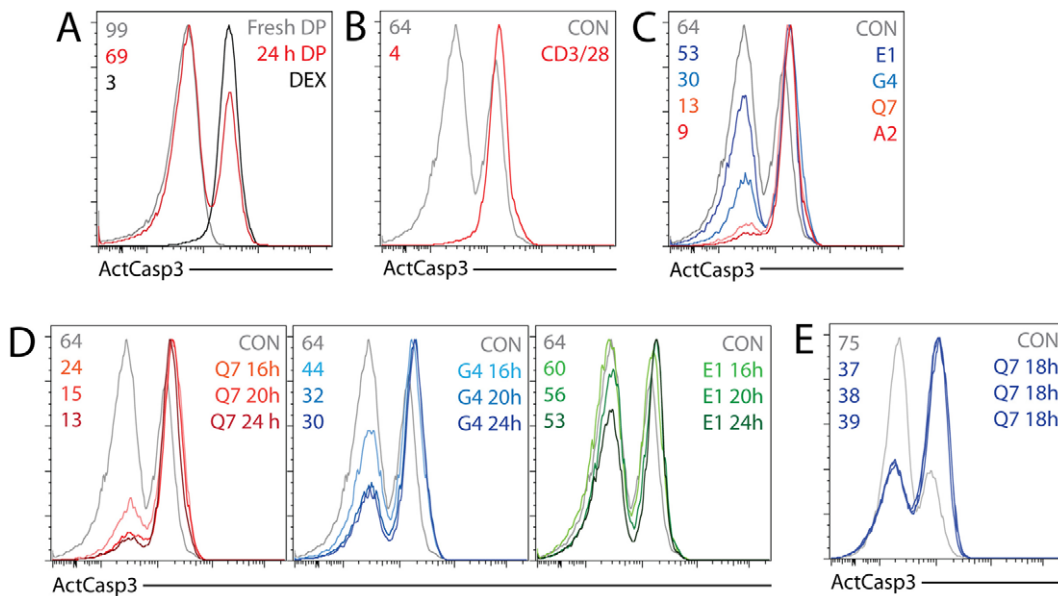 A
99 Fresh DP
69 24 h DP
3 DEX
ActCasp3
B
64 CON
4 CD3/28
ActCasp3
C
64 CON
53 E1
30 G4
13 Q7
9 A2
ActCasp3
D
64 CON
24 Q7 16h
15 Q7 20h
13 Q7 24 h
64 CON
44 G4 16h
32 G4 20h
30 G4 24h
64 CON
60 E1 16h
56 E1 20h
53 E1 24h
ActCasp3
E
75 CON
37 Q7 18h
38 Q7 18h
39 Q7 18h
ActCasp3